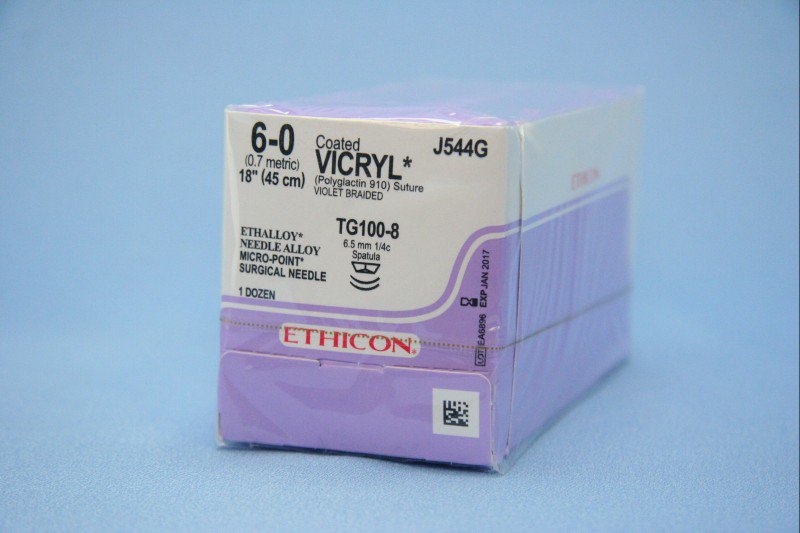 6-0
(0.7 metric)
18" (45 cm)
Coated
VICRYL*
(Polyglactin 910) Suture
VIOLET BRAIDED
J544G
ETHALLOY*
NEEDLE ALLOY
MICRO-POINT*
SURGICAL NEEDLE
1 DOZEN
TG100-8
6.5 mm 1/4c
Spatula
ETHICON*
LOT EA6896 EXP JAN 2017
ETHICON